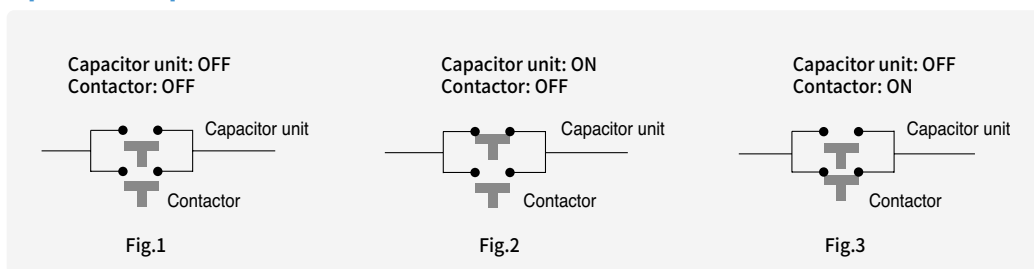 Capacitor unit: OFF
Contactor: OFF
Capacitor unit
Contactor
Fig.1
Capacitor unit: ON
Contactor: OFF
Capacitor unit
Contactor
Fig.2
Capacitor unit: OFF
Contactor: ON
Capacitor unit
Contactor
Fig.3